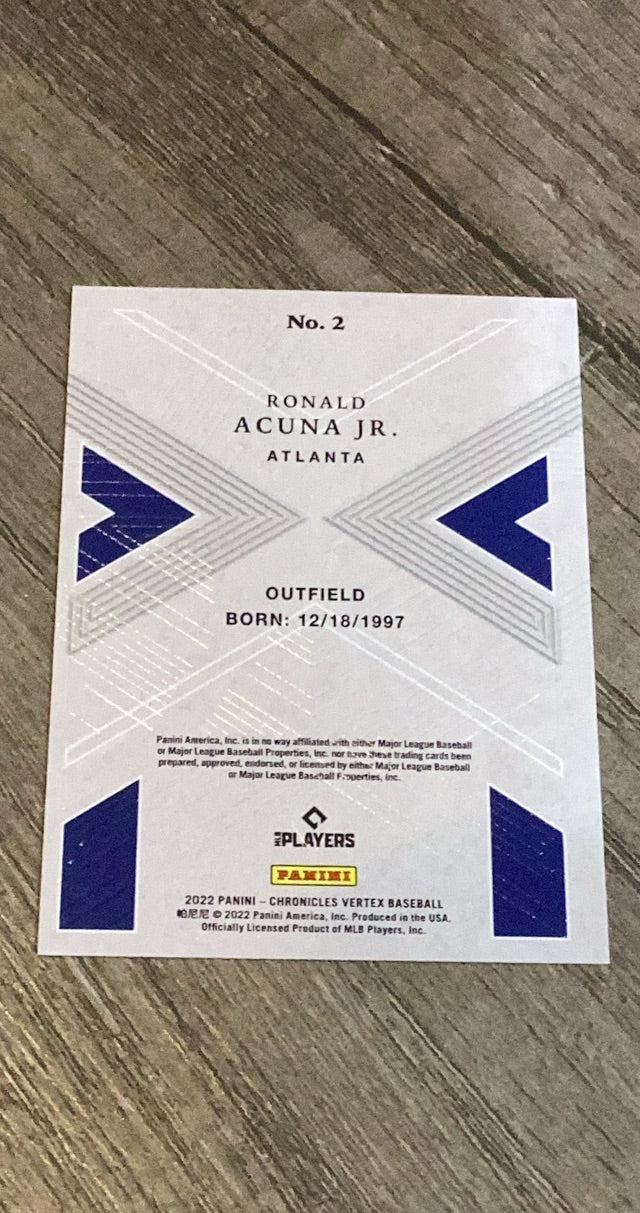 No. 2
RONALD
ACUNA JR.
ATLANTA
OUTFIELD
BORN: 12/18/1997
Panini America, Inc. is in no way affiliated with either Major League Baseball
or Major League Baseball Properties, Inc. nor have these trading cards been
prepared, approved, endorsed, or licensed by either Major League Baseball
or Major League Baseball Properties, Inc.
MLB PLAYERS
PANINI
2022 PANINI – CHRONICLES VERTEX BASEBALL
帕尼尼 © 2022 Panini America, Inc. Produced in the USA.
Officially Licensed Product of MLB Players, Inc.